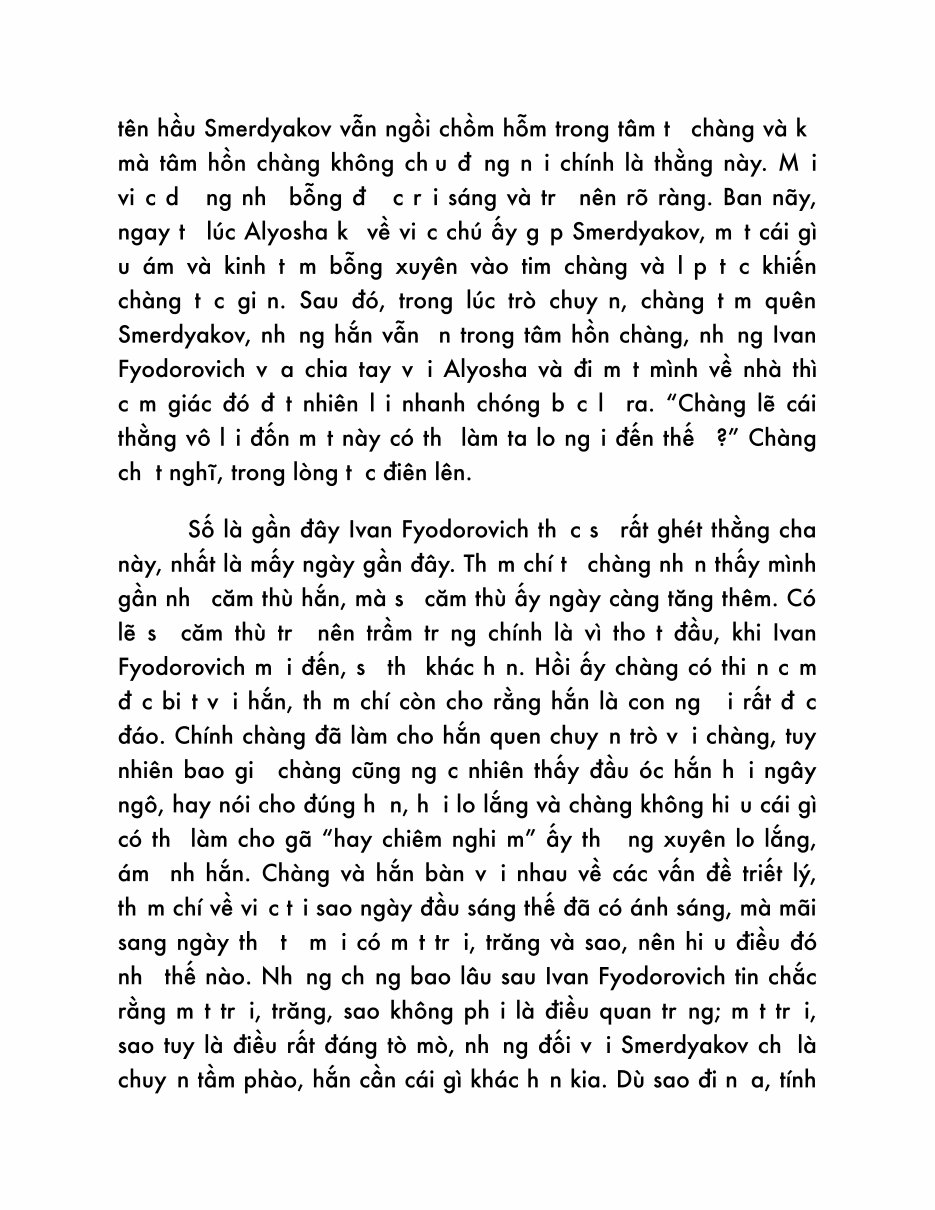 tên hầu Smerdyakov vẫn ngồi chồm hỗm trong tâm t chàng và k
mà tâm hồn chàng không ch u đ ng n i chính là thằng này. M i
vi c d ng nh bỗng đ c r i sáng và tr nên rõ ràng. Ban nãy,
ngay t lúc Alyosha k về vi c chú ấy g p Smerdyakov, m t cái gì
u ám và kinh t m bỗng xuyên vào tim chàng và l p t c khiến
chàng t c gi n. Sau đó, trong lúc trò chuy n, chàng t m quên
Smerdyakov, nh ng hắn vẫn n trong tâm hồn chàng, nh ng Ivan
Fyodorovich v a chia tay v i Alyosha và đi m t mình về nhà thì
c m giác đó đ t nhiên l i nhanh chóng b c l ra. “Chàng lẽ cái
thằng vô l i đốn m t này có th làm ta lo ng i đến thế ?” Chàng
ch t nghĩ, trong lòng t c điên lên.
Số là gần đây Ivan Fyodorovich th c s rất ghét thằng cha
này, nhất là mấy ngày gần đây. Th m chí t chàng nh n thấy mình
gần nh căm thù hắn, mà s căm thù ấy ngày càng tăng thêm. Có
lẽ s căm thù tr nên trầm tr ng chính là vì tho t đầu, khi Ivan
Fyodorovich m i đến, s th khác h n. Hồi ấy chàng có thi n c m
đ c bi t v i hắn, th m chí còn cho rằng hắn là con ng i rất đ c
đáo. Chính chàng đã làm cho hắn quen chuy n trò v i chàng, tuy
nhiên bao gi chàng cũng ng c nhiên thấy đầu óc hắn h i ngây
ngô, hay nói cho đúng h n, h i lo lắng và chàng không hi u cái gì
có th làm cho gã “hay chiêm nghi m” ấy th ng xuyên lo lắng,
ám nh hắn. Chàng và hắn bàn v i nhau về các vấn đề triết lý,
th m chí về vi c t i sao ngày đầu sáng thế đã có ánh sáng, mà mãi
sang ngày th t m i có m t tr i, trăng và sao, nên hi u điều đó
nh thế nào. Nh ng ch ng bao lâu sau Ivan Fyodorovich tin chắc
rằng m t tr i, trăng, sao không ph i là điều quan tr ng; m t tr i,
sao tuy là điều rất đáng tò mò, nh ng đối v i Smerdyakov ch là
chuy n tầm phào, hắn cần cái gì khác h n kia. Dù sao đi n a, tính